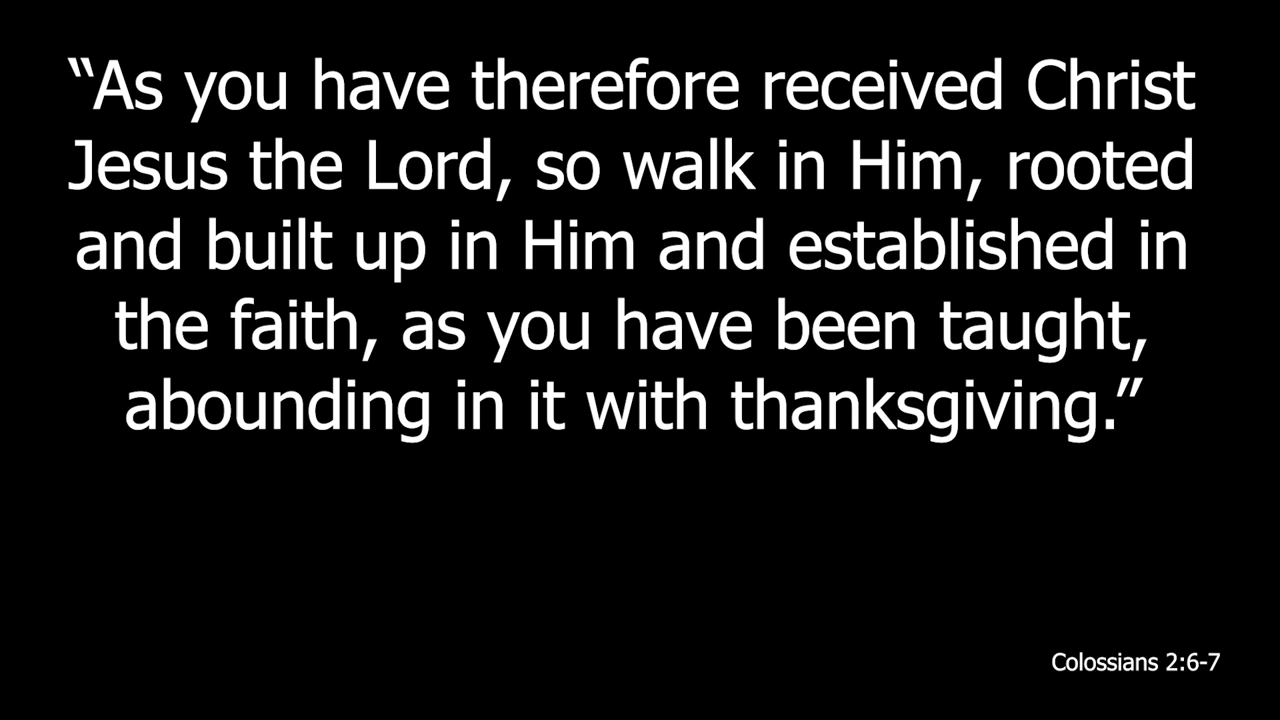 “As you have therefore received Christ
Jesus the Lord, so walk in Him, rooted
and built up in Him and established in
the faith, as you have been taught,
abounding in it with thanksgiving.”
Colossians 2:6-7